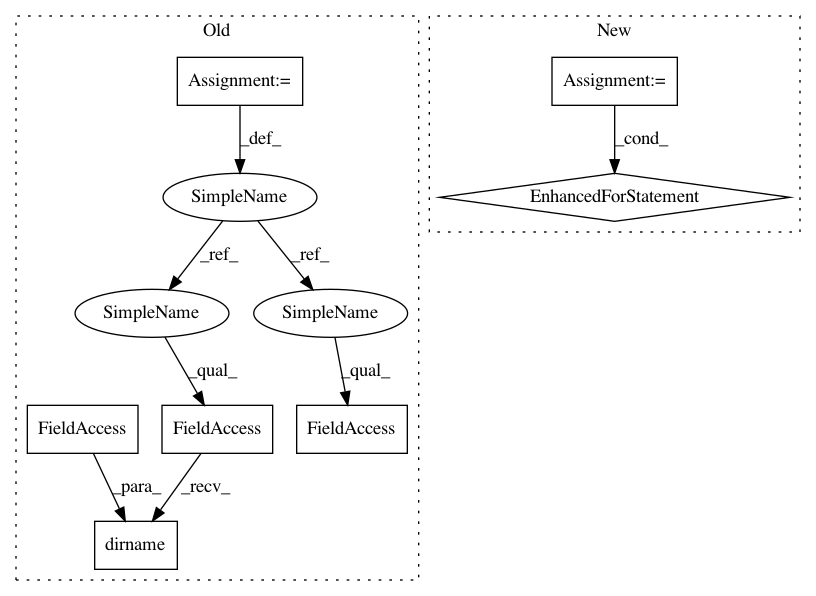 Old
New
Assignment:=
Assignment:=
_def_
_cond_
SimpleName
EnhancedForStatement
_ref_
_ref_
SimpleName
SimpleName
_qual_
_qual_
FieldAccess
FieldAccess
FieldAccess
_para_
_recv_
dirname